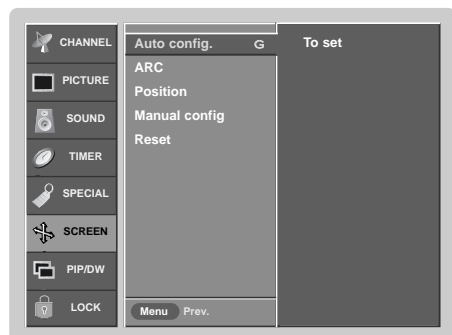 CHANNEL
PICTURE
SOUND
TIMER
SPECIAL
SCREEN
PIP/DW
LOCK
Auto config. G
ARC
Position
Manual config
Reset
Menu Prev.
To set